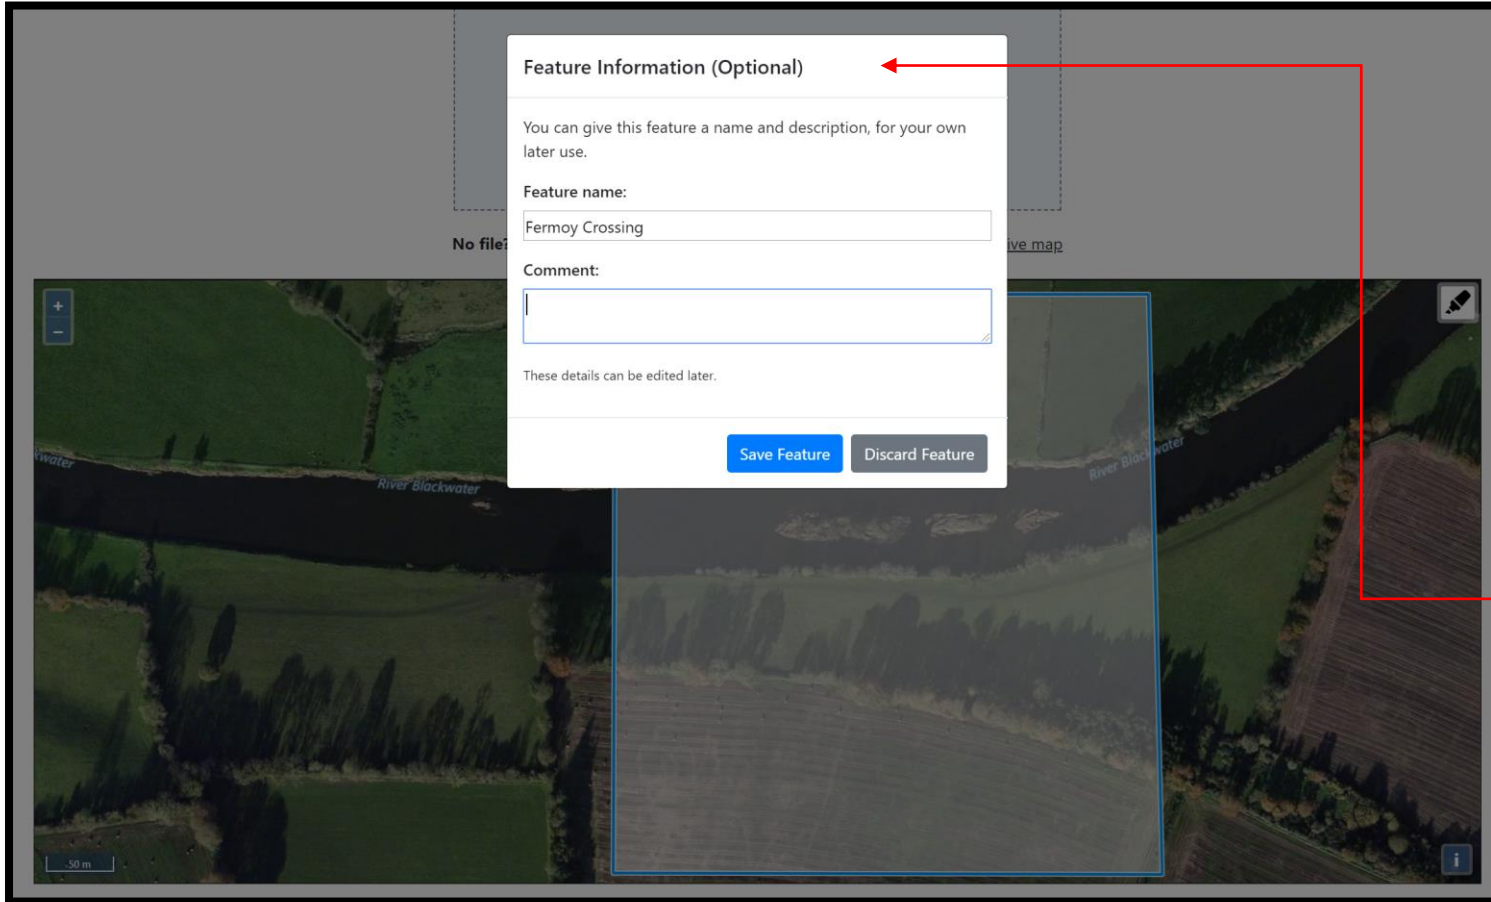 Feature Information (Optional)
You can give this feature a name and description, for your own
later use.
Feature name:
Fermoy Crossing
No file?
ive map
Comment:
+
−
These details can be edited later.
Save Feature
Discard Feature
kwater
River Blackwater
River Blackwater
50 m
i